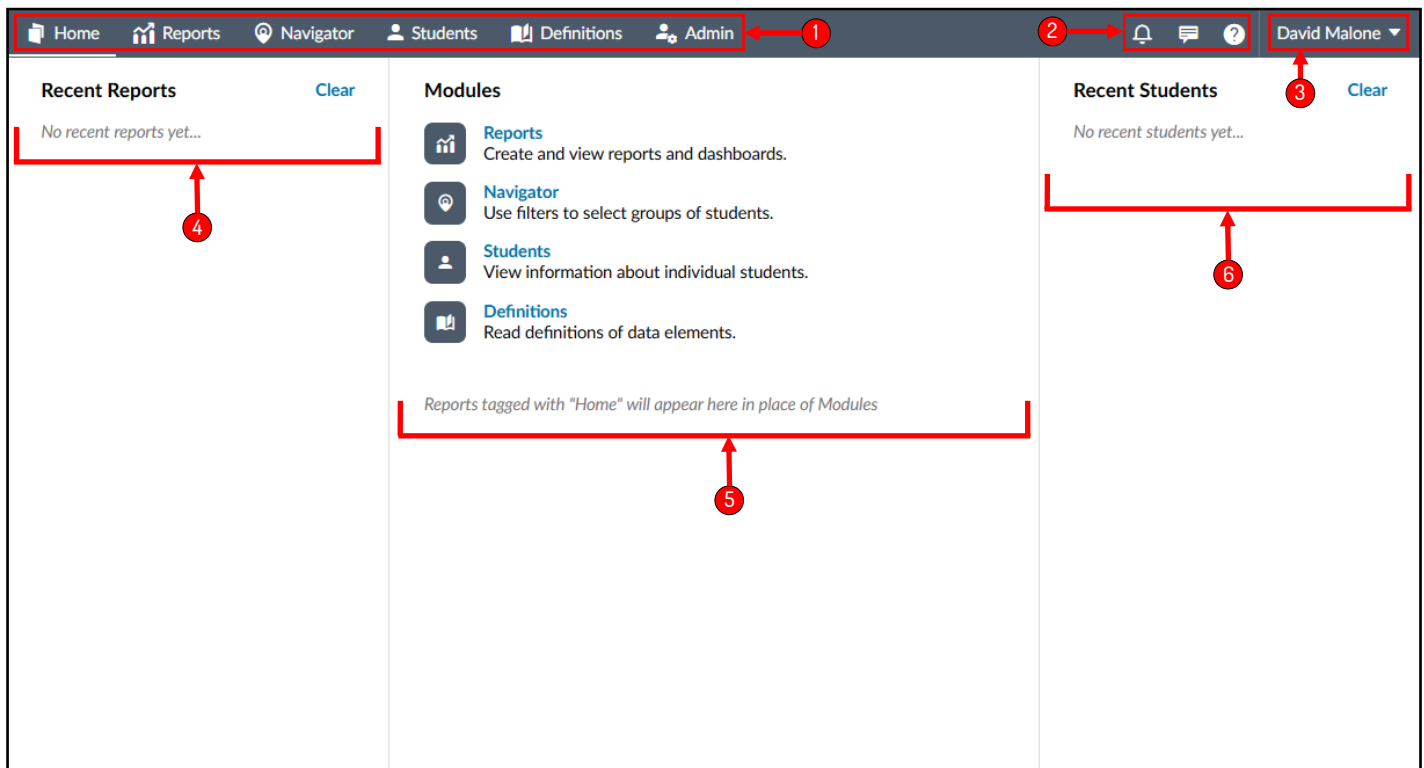 Home Reports Navigator Students Definitions Admin 1 2 ? David Malone
Recent Reports Clear
No recent reports yet...
4
Modules
Reports
Create and view reports and dashboards.
Navigator
Use filters to select groups of students.
Students
View information about individual students.
Definitions
Read definitions of data elements.
Reports tagged with "Home" will appear here in place of Modules
5
Recent Students 3 Clear
No recent students yet...
6